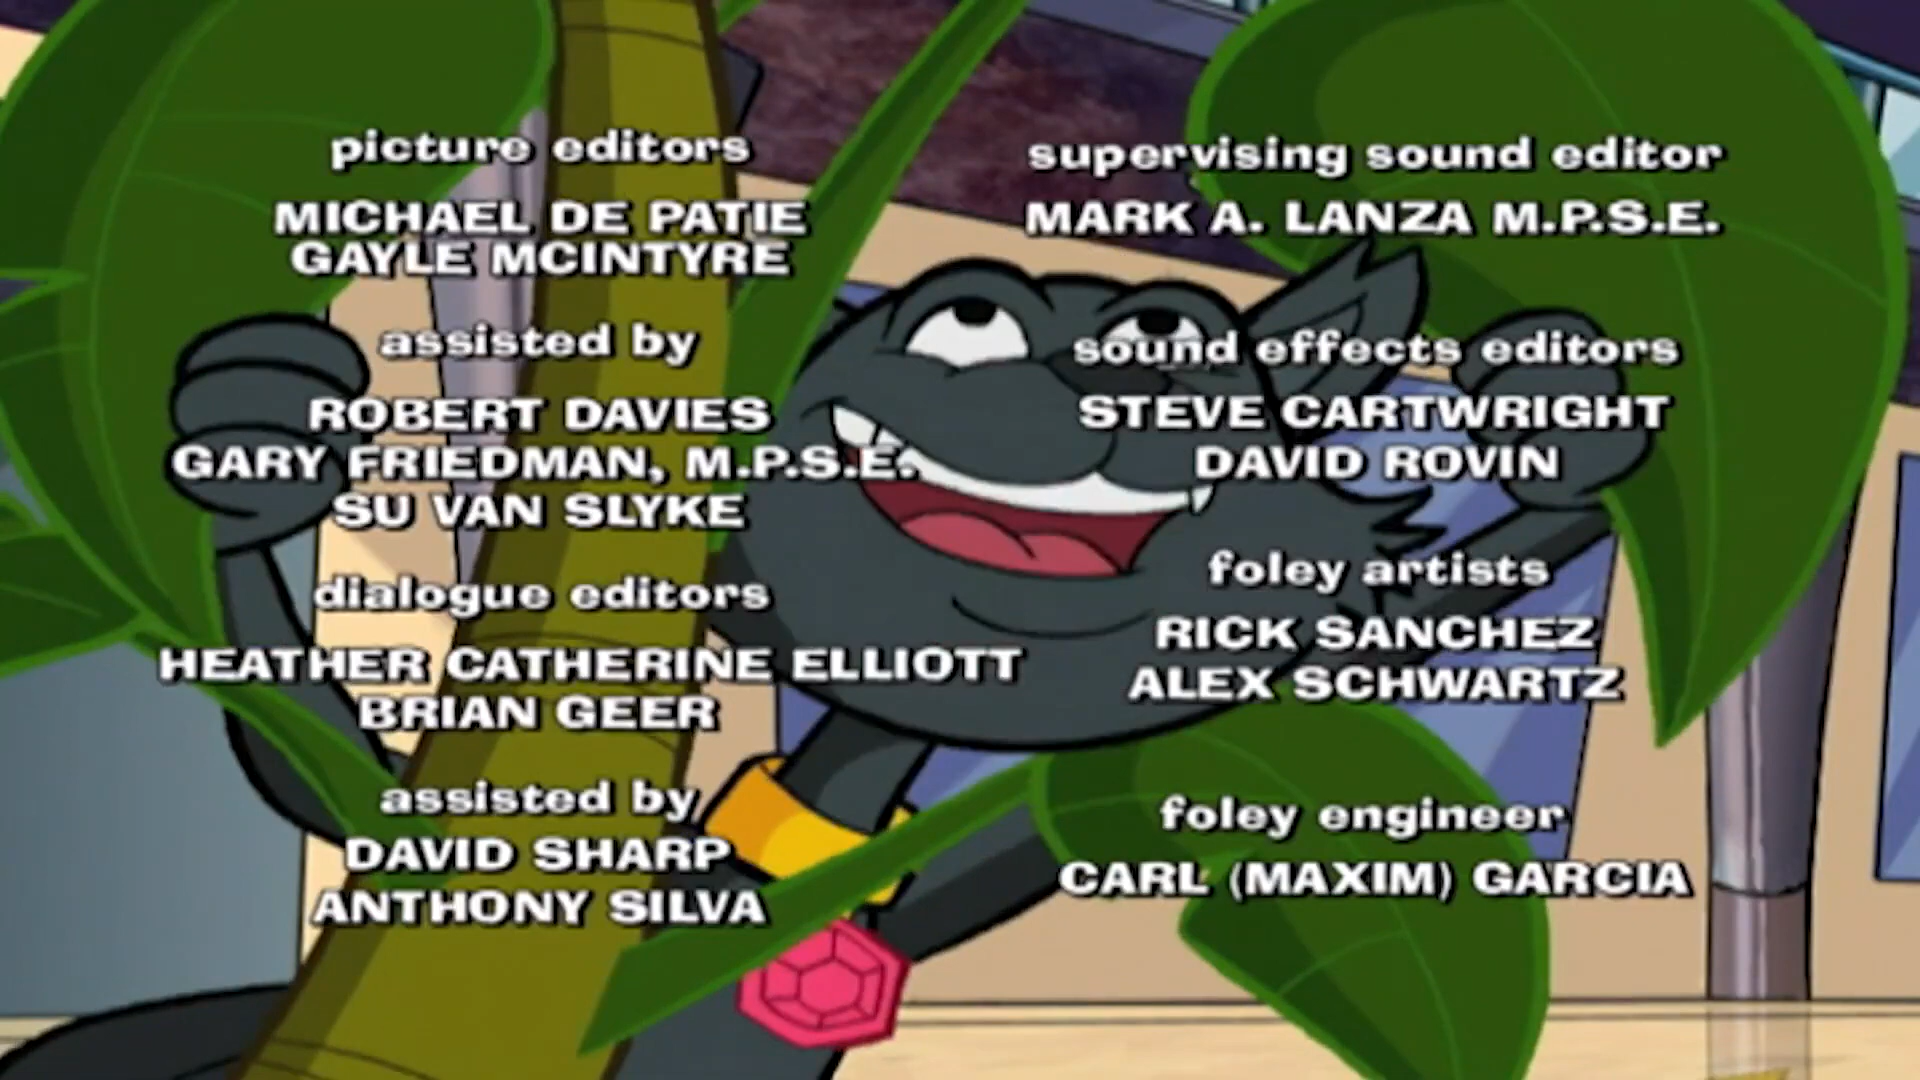 picture editors
MICHAEL DE PATIE
GAYLE MCINTYRE
assisted by
ROBERT DAVIES
GARY FRIEDMAN, M.P.S.E.
SU VAN SLYKE
dialogue editors
HEATHER CATHERINE ELLIOTT
BRIAN GEER
assisted by
DAVID SHARP
ANTHONY SILVA
supervising sound editor
MARK A. LANZA M.P.S.E.
sound effects editors
STEVE CARTWRIGHT
DAVID ROVIN
foley artists
RICK SANCHEZ
ALEX SCHWARTZ
foley engineer
CARL (MAXIM) GARCIA